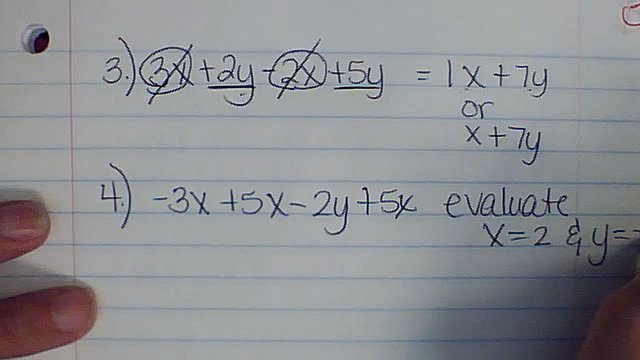 3.) 3x + 2y - 2x + 5y = 1x + 7y
or
x + 7y
4.) -3x + 5x - 2y + 5x evaluate
x = 2 & y =